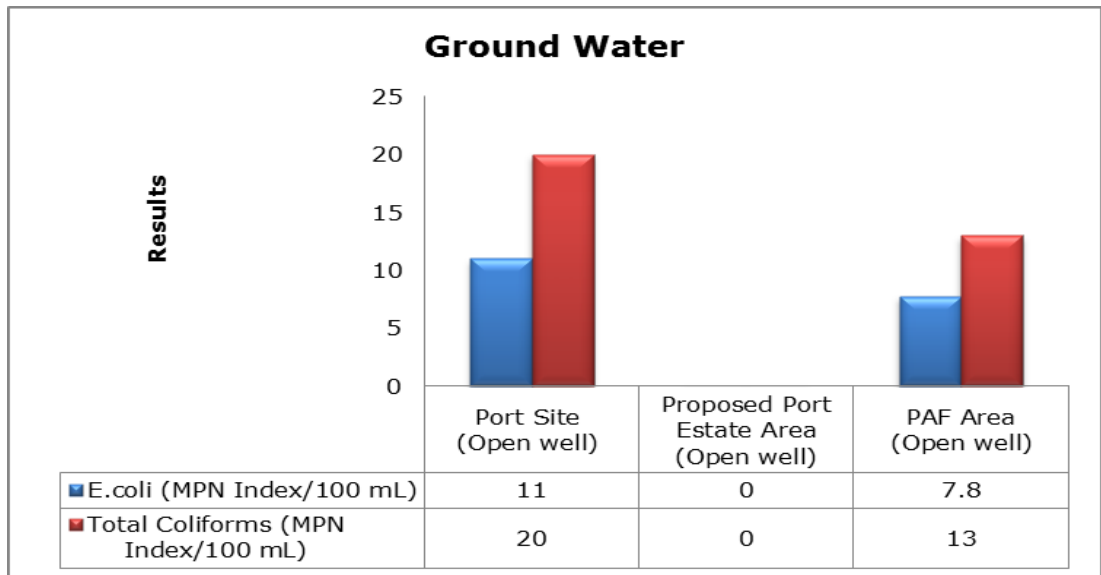 Ground Water
Results
25
20
15
10
5
0
Port Site
(Open well)
Proposed Port
Estate Area
(Open well)
PAF Area
(Open well)
E.coli (MPN Index/100 mL)
11
0
7.8
Total Coliforms (MPN
Index/100 mL)
20
0
13